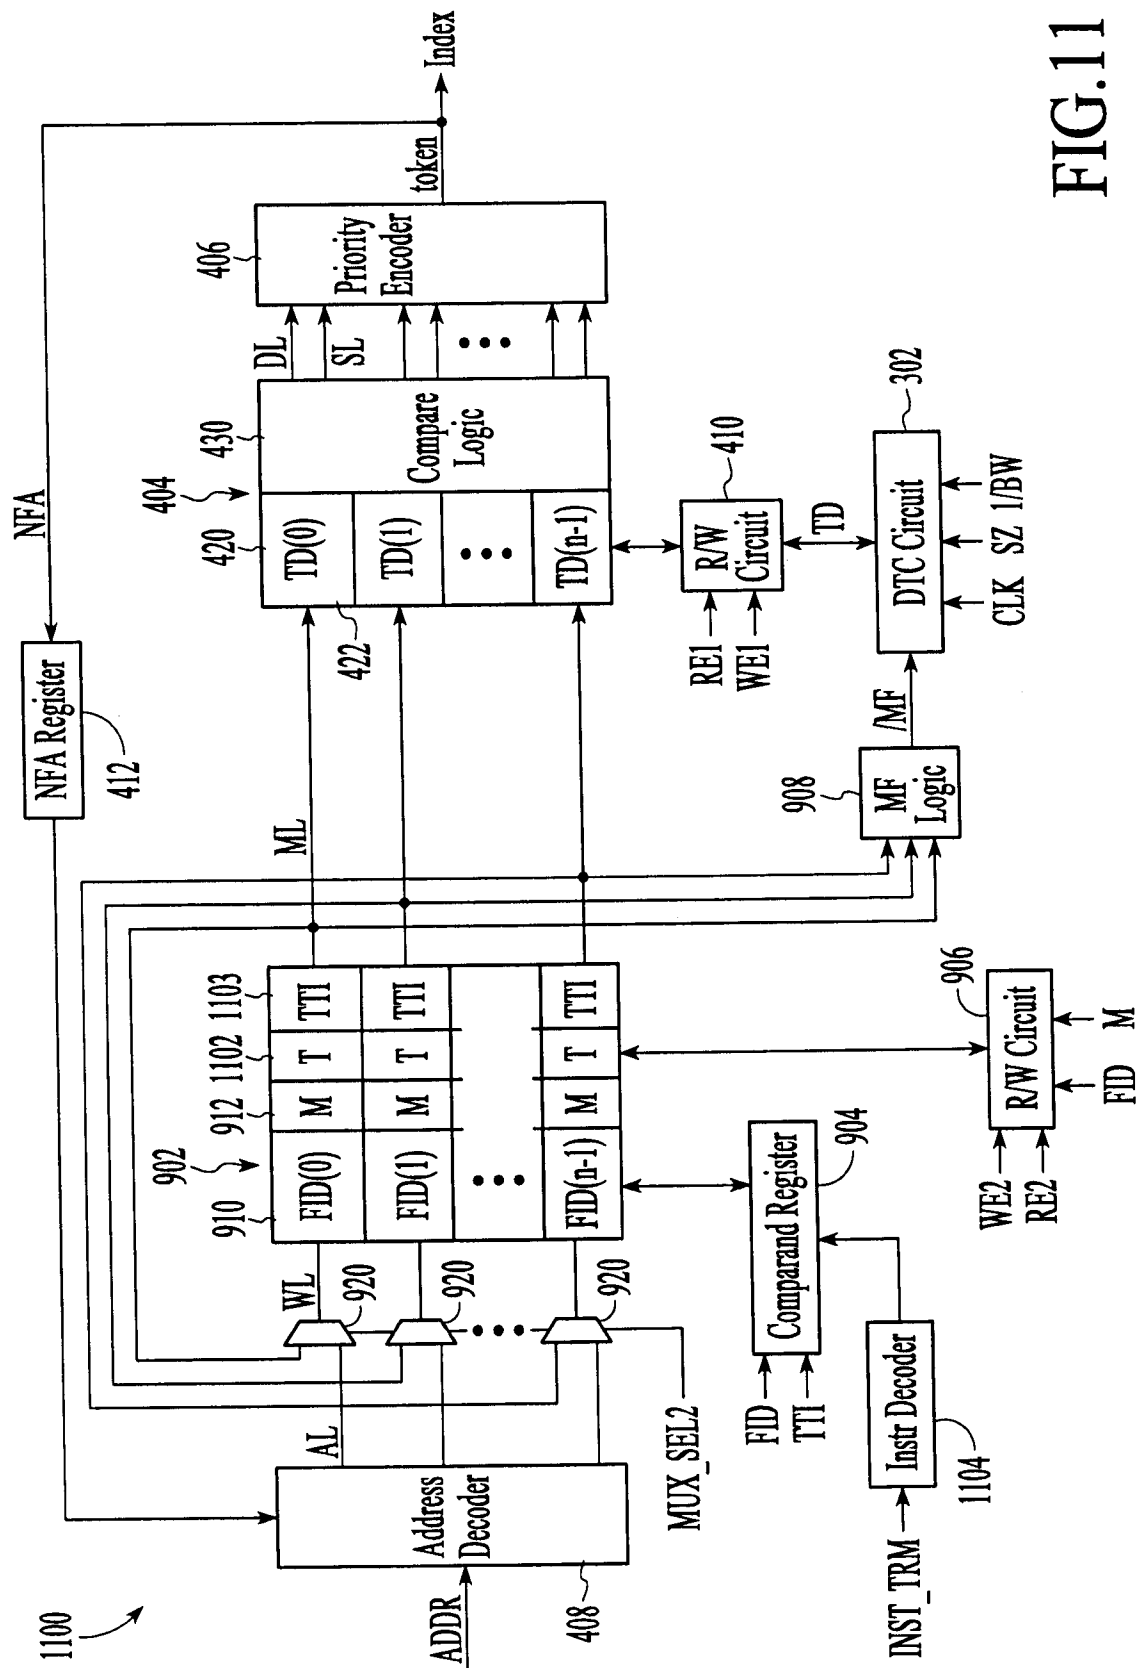 1100
NFA
NFA Register
412
ADDR
Address
Decoder
408
AL
WL
920
920
920
MUX_SEL2
902
910
912
1102
1103
FID(0)
M
T
TTI
FID(1)
M
T
TTI
FID(n-1)
M
T
TTI
ML
404
420
422
430
TD(0)
TD(1)
TD(n-1)
Compare
Logic
DL
SL
406
Priority
Encoder
token
Index
INST_TRM
Instr Decoder
1104
FID
TTI
Comparand Register
904
WE2
RE2
R/W Circuit
906
FID
M
908
MF
Logic
/MF
RE1
WE1
R/W
Circuit
410
TD
DTC Circuit
302
CLK
SZ
1/BW
FIG.11